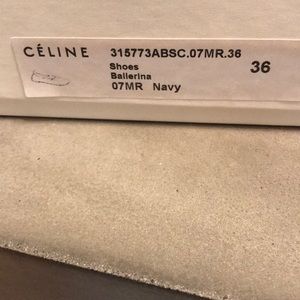 CÉLINE 315773ABSC.07MR.36
Shoes 36
Ballerina
07MR Navy